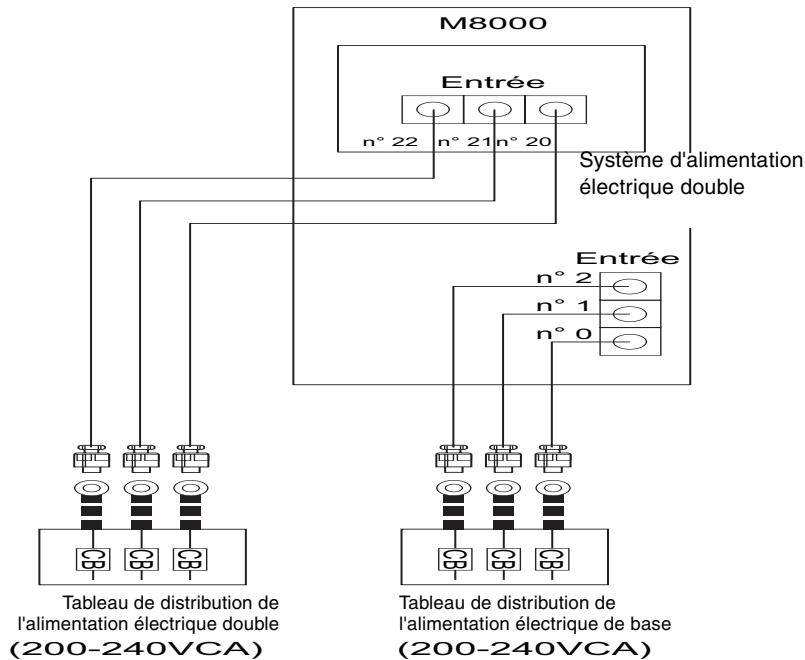 M8000
Entrée
n° 22 n° 21 n° 20
Système d'alimentation
électrique double
Entrée
n° 2
n° 1
n° 0
CB CB CB
CB CB CB
Tableau de distribution de
l'alimentation électrique double
(200-240VCA)
Tableau de distribution de
l'alimentation électrique de base
(200-240VCA)